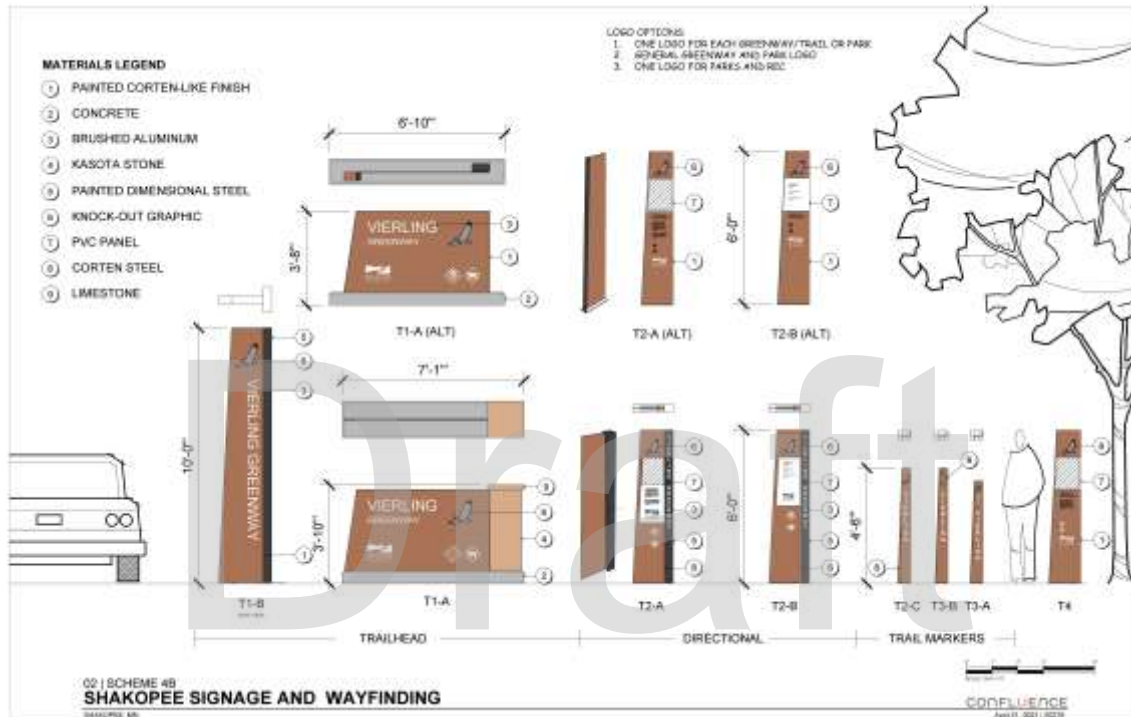 LOGO OPTIONS:
1. ONE LOGO FOR EACH GREENWAY/TRAIL OR PARK
2. GENERAL GREENWAY AND PARK LOGO
3. ONE LOGO FOR PARKS AND REC
MATERIALS LEGEND
1 PAINTED CORTEN-LIKE FINISH
2 CONCRETE
3 BRUSHED ALUMINUM
4 KASOTA STONE
5 PAINTED DIMENSIONAL STEEL
6 KNOCK-OUT GRAPHIC
7 PVC PANEL
8 CORTEN STEEL
9 LIMESTONE
6'-10"
3'-8"
VIERLING
GREENWAY
T1-A (ALT)
6'-0"
T2-A (ALT)
T2-B (ALT)
10'-0"
VIERLING GREENWAY
T1-B
7'-1"
3'-10"
VIERLING
GREENWAY
T1-A
6'-0"
T2-A
T2-B
4'-6"
T2-C
T3-B
T3-A
T4
TRAILHEAD
DIRECTIONAL
TRAIL MARKERS
Draft
02 | SCHEME 4B
SHAKOPEE SIGNAGE AND WAYFINDING
SHAKOPEE, MN
CONFLUENCE